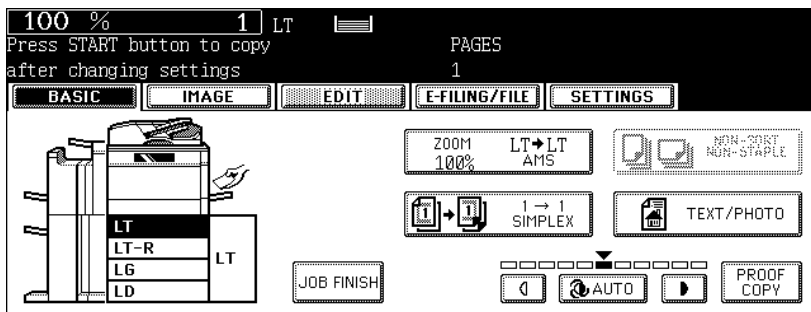 100 % 1 LT
Press START button to copy PAGES
after changing settings 1
BASIC IMAGE EDIT E-FILING/FILE SETTINGS
ZOOM LT→LT
100% AMS
NON-SORT
NON-STAPLE
1 1 1 → 1
SIMPLEX
TEXT/PHOTO
LT
LT-R
LG
LD
LT
JOB FINISH
AUTO
PROOF
COPY